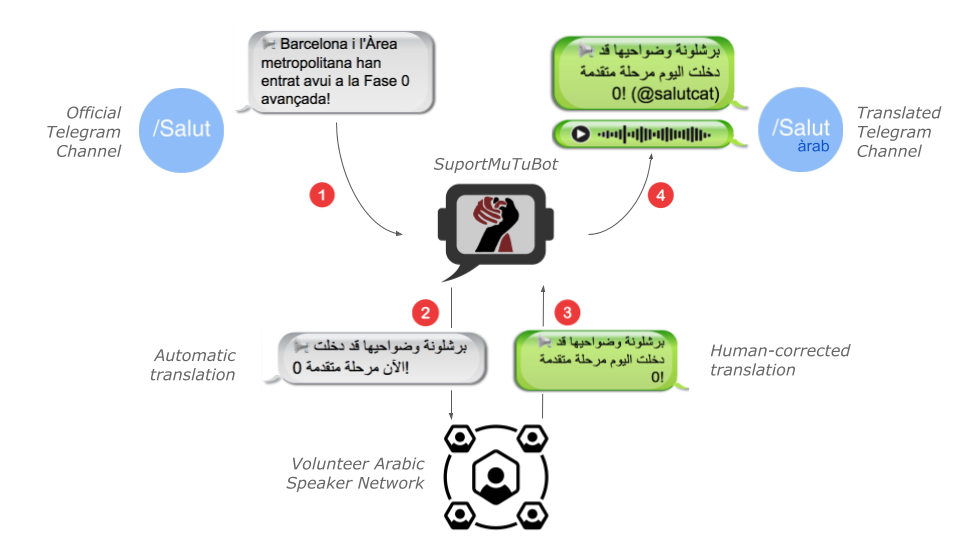 Official
Telegram
Channel
/Salut
Barcelona i l'Àrea
metropolitana han
entrat avui a la Fase 0
avançada!
1
SuportMuTuBot
2
برشلونة وضواحيها قد دخلت
الآن مرحلة متقدمة 0!
Automatic
translation
Volunteer Arabic
Speaker Network
3
برشلونة وضواحيها قد
دخلت اليوم مرحلة متقدمة
0!
Human-corrected
translation
4
برشلونة وضواحيها قد
دخلت اليوم مرحلة متقدمة
0! (@salutcat)
/Salut
àrab
Translated
Telegram
Channel